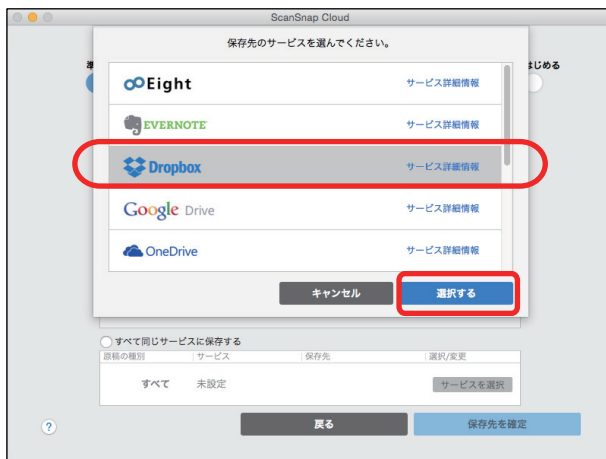 ScanSnap Cloud
保存先のサービスを選んでください。
準
はじめる
Eight サービス詳細情報
EVERNOTE サービス詳細情報
Dropbox サービス詳細情報
Google Drive サービス詳細情報
OneDrive サービス詳細情報
キャンセル 選択する
すべて同じサービスに保存する
原稿の種別 サービス 保存先 選択/変更
すべて 未設定 サービスを選択
? 戻る 保存先を確定